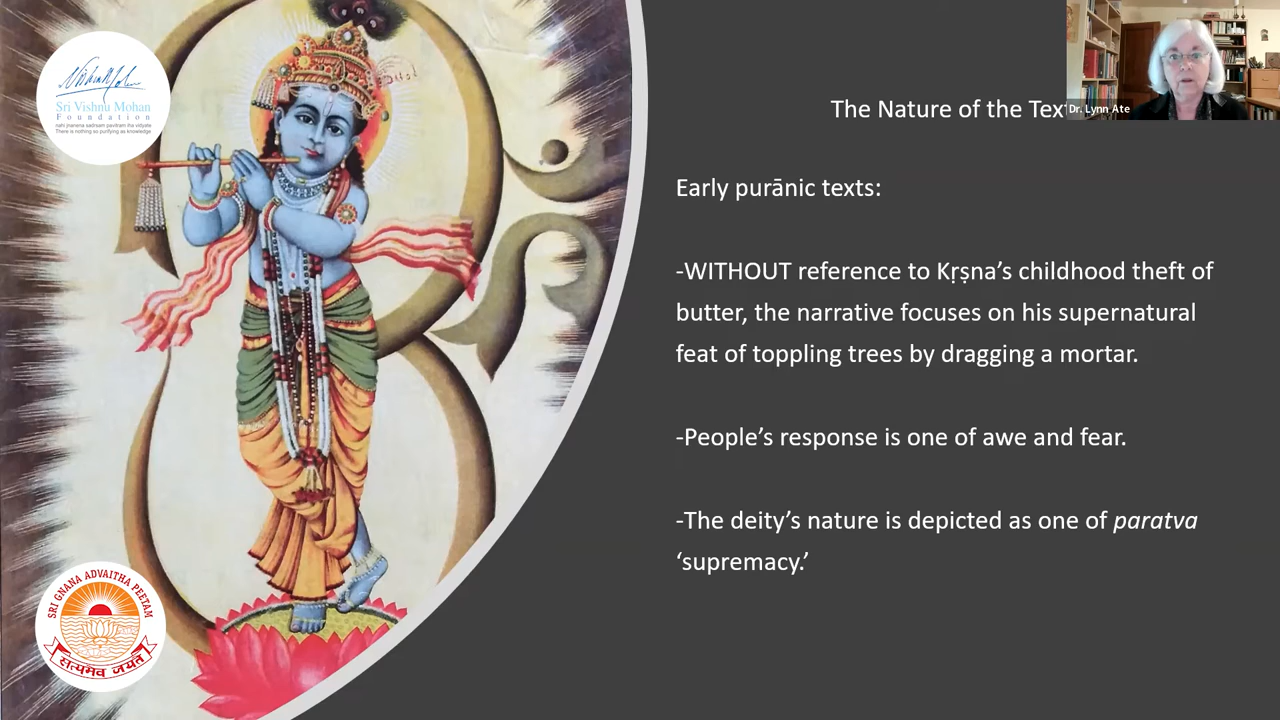 Sri Vishnu Mohan
Foundation
nahi jnanena sadrsam pavitram iha vidyate
There is nothing so purifying as knowledge
The Nature of the Tex
Dr. Lynn Ate
Early purānic texts:
-WITHOUT reference to Kṛṣṇa’s childhood theft of
butter, the narrative focuses on his supernatural
feat of toppling trees by dragging a mortar.
-People’s response is one of awe and fear.
-The deity’s nature is depicted as one of paratva
‘supremacy.’
SRI GNANA ADVAITHA PEETAM
सत्यमेव जयते